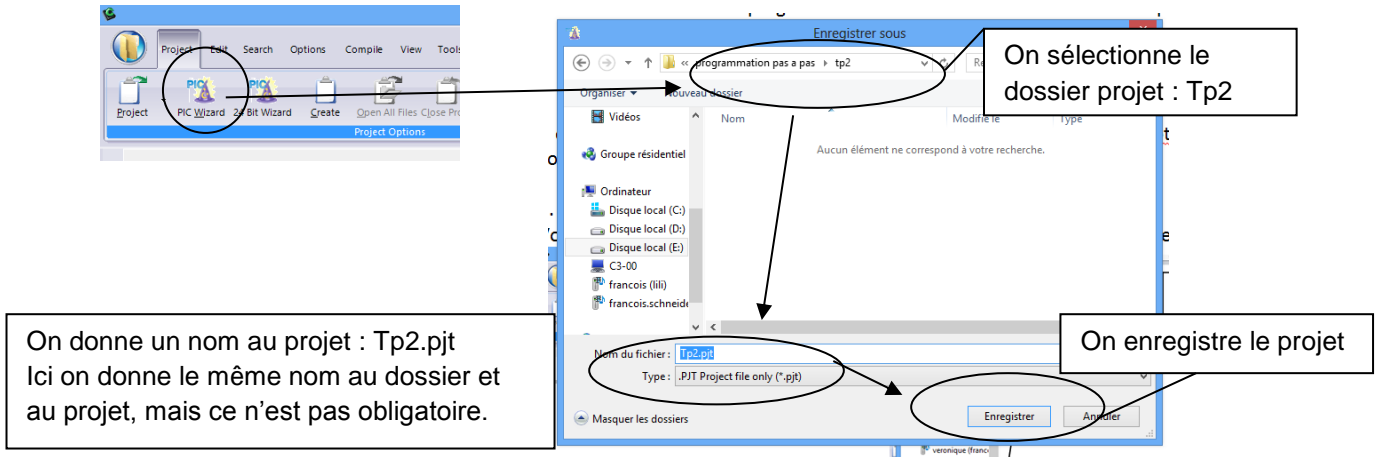 Project Edit Search Options Compile View Tools
Project PIC Wizard 24 Bit Wizard Create Open All Files Close Pro
Project Options
Enregistrer sous
« programmation pas a pas tp2
Organiser Nouveau dossier
Nom Modifié le Type
Aucun élément ne correspond à votre recherche.
Vidéos
Groupe résidentiel
Ordinateur
Disque local (C:)
Disque local (D:)
Disque local (E:)
C3-00
francois (lili)
francois.schneide
Nom du fichier : Tp2.pjt
Type : .PJT Project file only (*.pjt)
Masquer les dossiers
Enregistrer Annuler
veronique (franc
On sélectionne le
dossier projet : Tp2
On donne un nom au projet : Tp2.pjt
Ici on donne le même nom au dossier et
au projet, mais ce n'est pas obligatoire.
On enregistre le projet